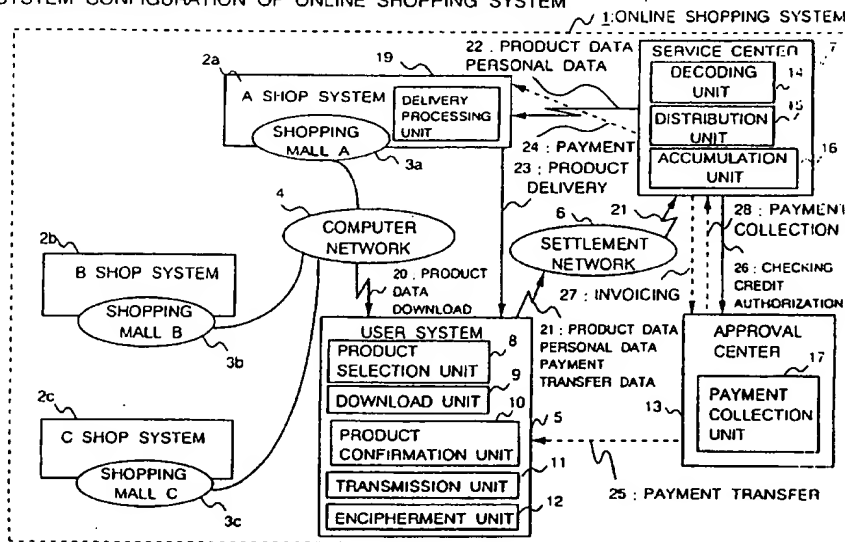 SYSTEM CONFIGURATION OF ONLINE SHOPPING SYSTEM
1:ONLINE SHOPPING SYSTEM
2a
A SHOP SYSTEM
19
DELIVERY
PROCESSING
UNIT
SHOPPING
MALL A
3a
22 : PRODUCT DATA
PERSONAL DATA
24 : PAYMENT
23 : PRODUCT
DELIVERY
SERVICE CENTER
7
DECODING
UNIT
14
DISTRIBUTION
UNIT
15
ACCUMULATION
UNIT
16
4
COMPUTER
NETWORK
2b
B SHOP SYSTEM
SHOPPING
MALL B
3b
20 : PRODUCT
DATA
DOWNLOAD
6
SETTLEMENT
NETWORK
21
27 : INVOICING
28 : PAYMENT
COLLECTION
26 : CHECKING
CREDIT
AUTHORIZATION
21 : PRODUCT DATA
PERSONAL DATA
PAYMENT
TRANSFER DATA
2c
C SHOP SYSTEM
SHOPPING
MALL C
3c
USER SYSTEM
PRODUCT
SELECTION UNIT
8
DOWNLOAD UNIT
9
10
PRODUCT
CONFIRMATION UNIT
5
TRANSMISSION UNIT
11
ENCIPHERMENT UNIT
12
APPROVAL
CENTER
17
13
PAYMENT
COLLECTION
UNIT
25 : PAYMENT TRANSFER